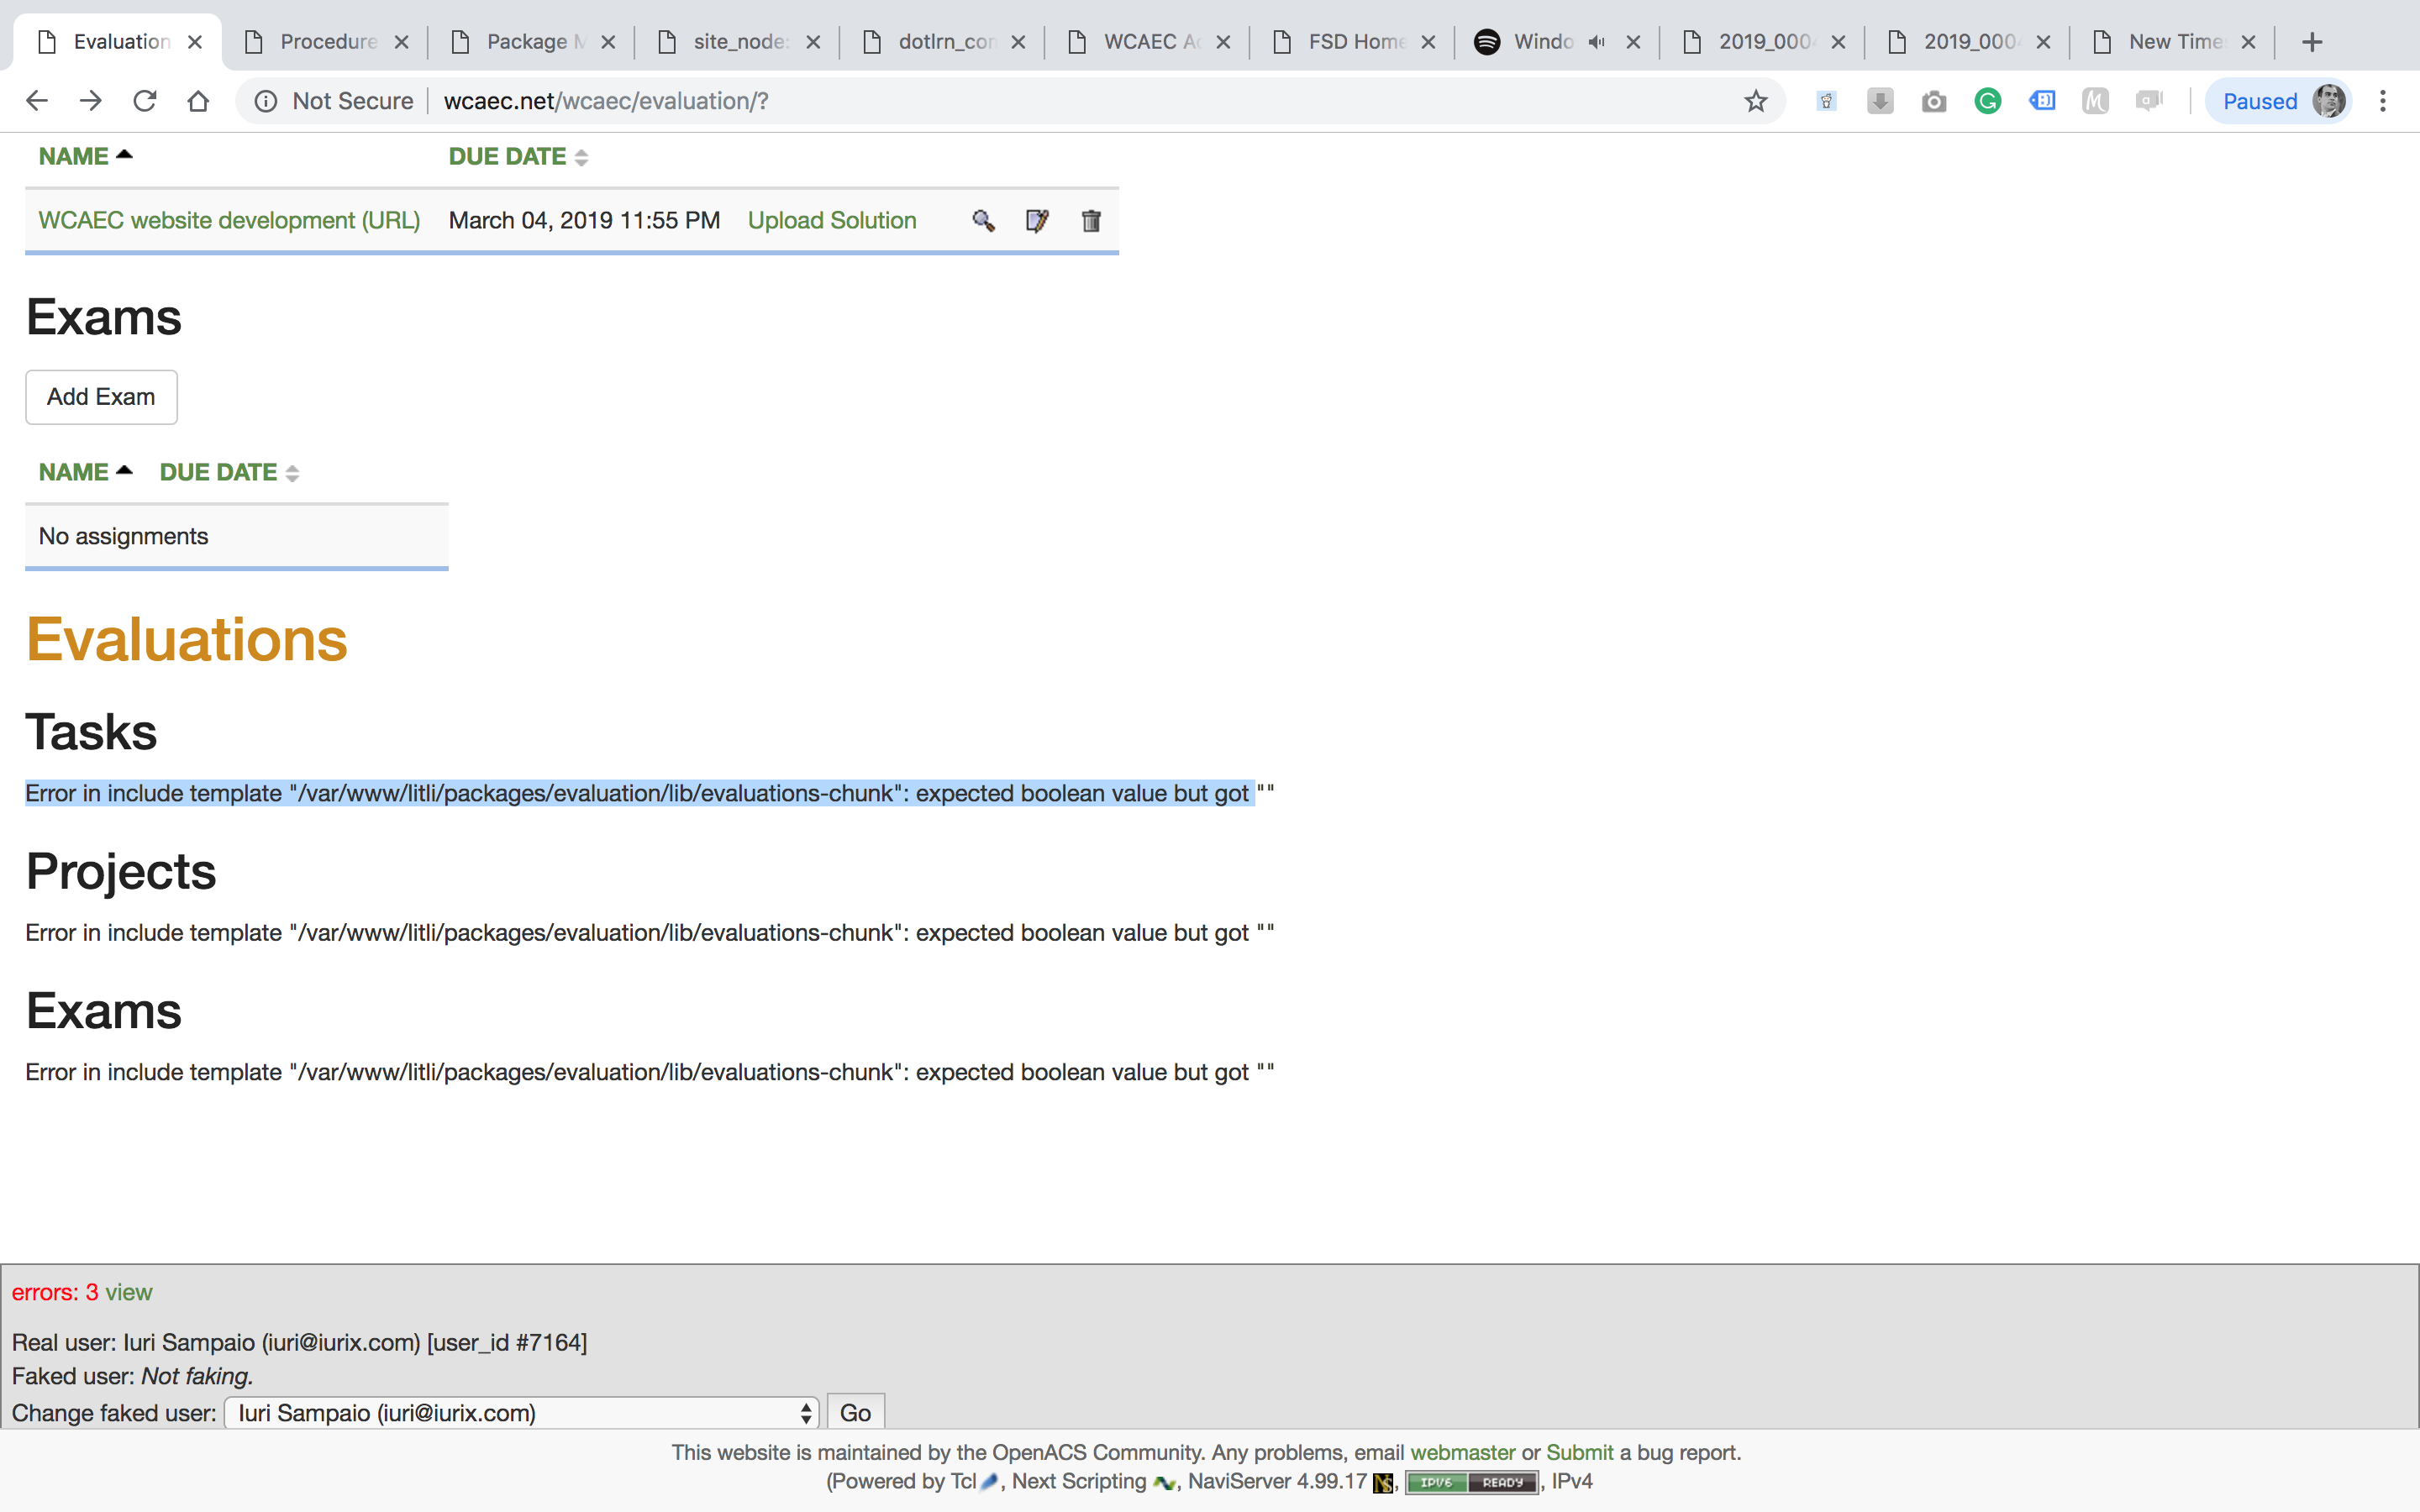 Evaluation Procedure Package M site_node: dotlrn_con WCAEC Ac FSD Home Windo 2019_000 2019_000 New Time
Not Secure wcaec.net/wcaec/evaluation/? Paused
NAME DUE DATE
WCAEC website development (URL) March 04, 2019 11:55 PM Upload Solution
Exams
Add Exam
NAME DUE DATE
No assignments
Evaluations
Tasks
Error in include template "/var/www/litli/packages/evaluation/lib/evaluations-chunk": expected boolean value but got ""
Projects
Error in include template "/var/www/litli/packages/evaluation/lib/evaluations-chunk": expected boolean value but got ""
Exams
Error in include template "/var/www/litli/packages/evaluation/lib/evaluations-chunk": expected boolean value but got ""
errors: 3 view
Real user: Iuri Sampaio (iuri@iurix.com) [user_id #7164]
Faked user: Not faking.
Change faked user: Iuri Sampaio (iuri@iurix.com) Go
This website is maintained by the OpenACS Community. Any problems, email webmaster or Submit a bug report.
(Powered by Tcl, Next Scripting, NaviServer 4.99.17 NS, IPV6 READY, IPv4